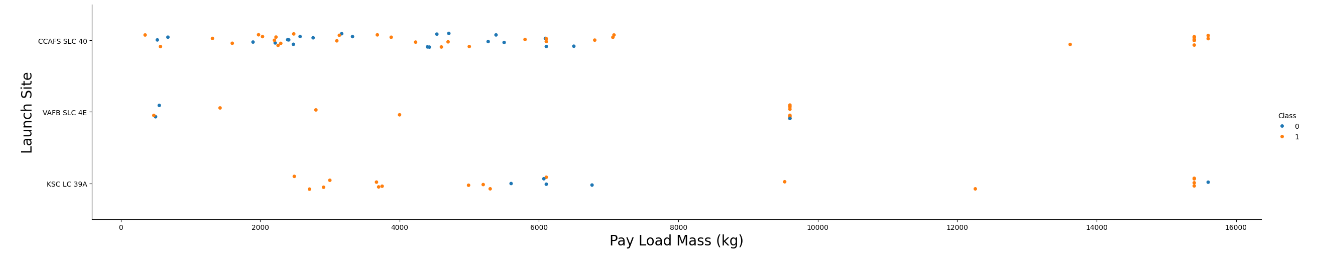 Launch Site
CCAFS SLC 40
VAFB SLC 4E
KSC LC 39A
0 2000 4000 6000 8000 10000 12000 14000 16000
Pay Load Mass (kg)
Class
0
1